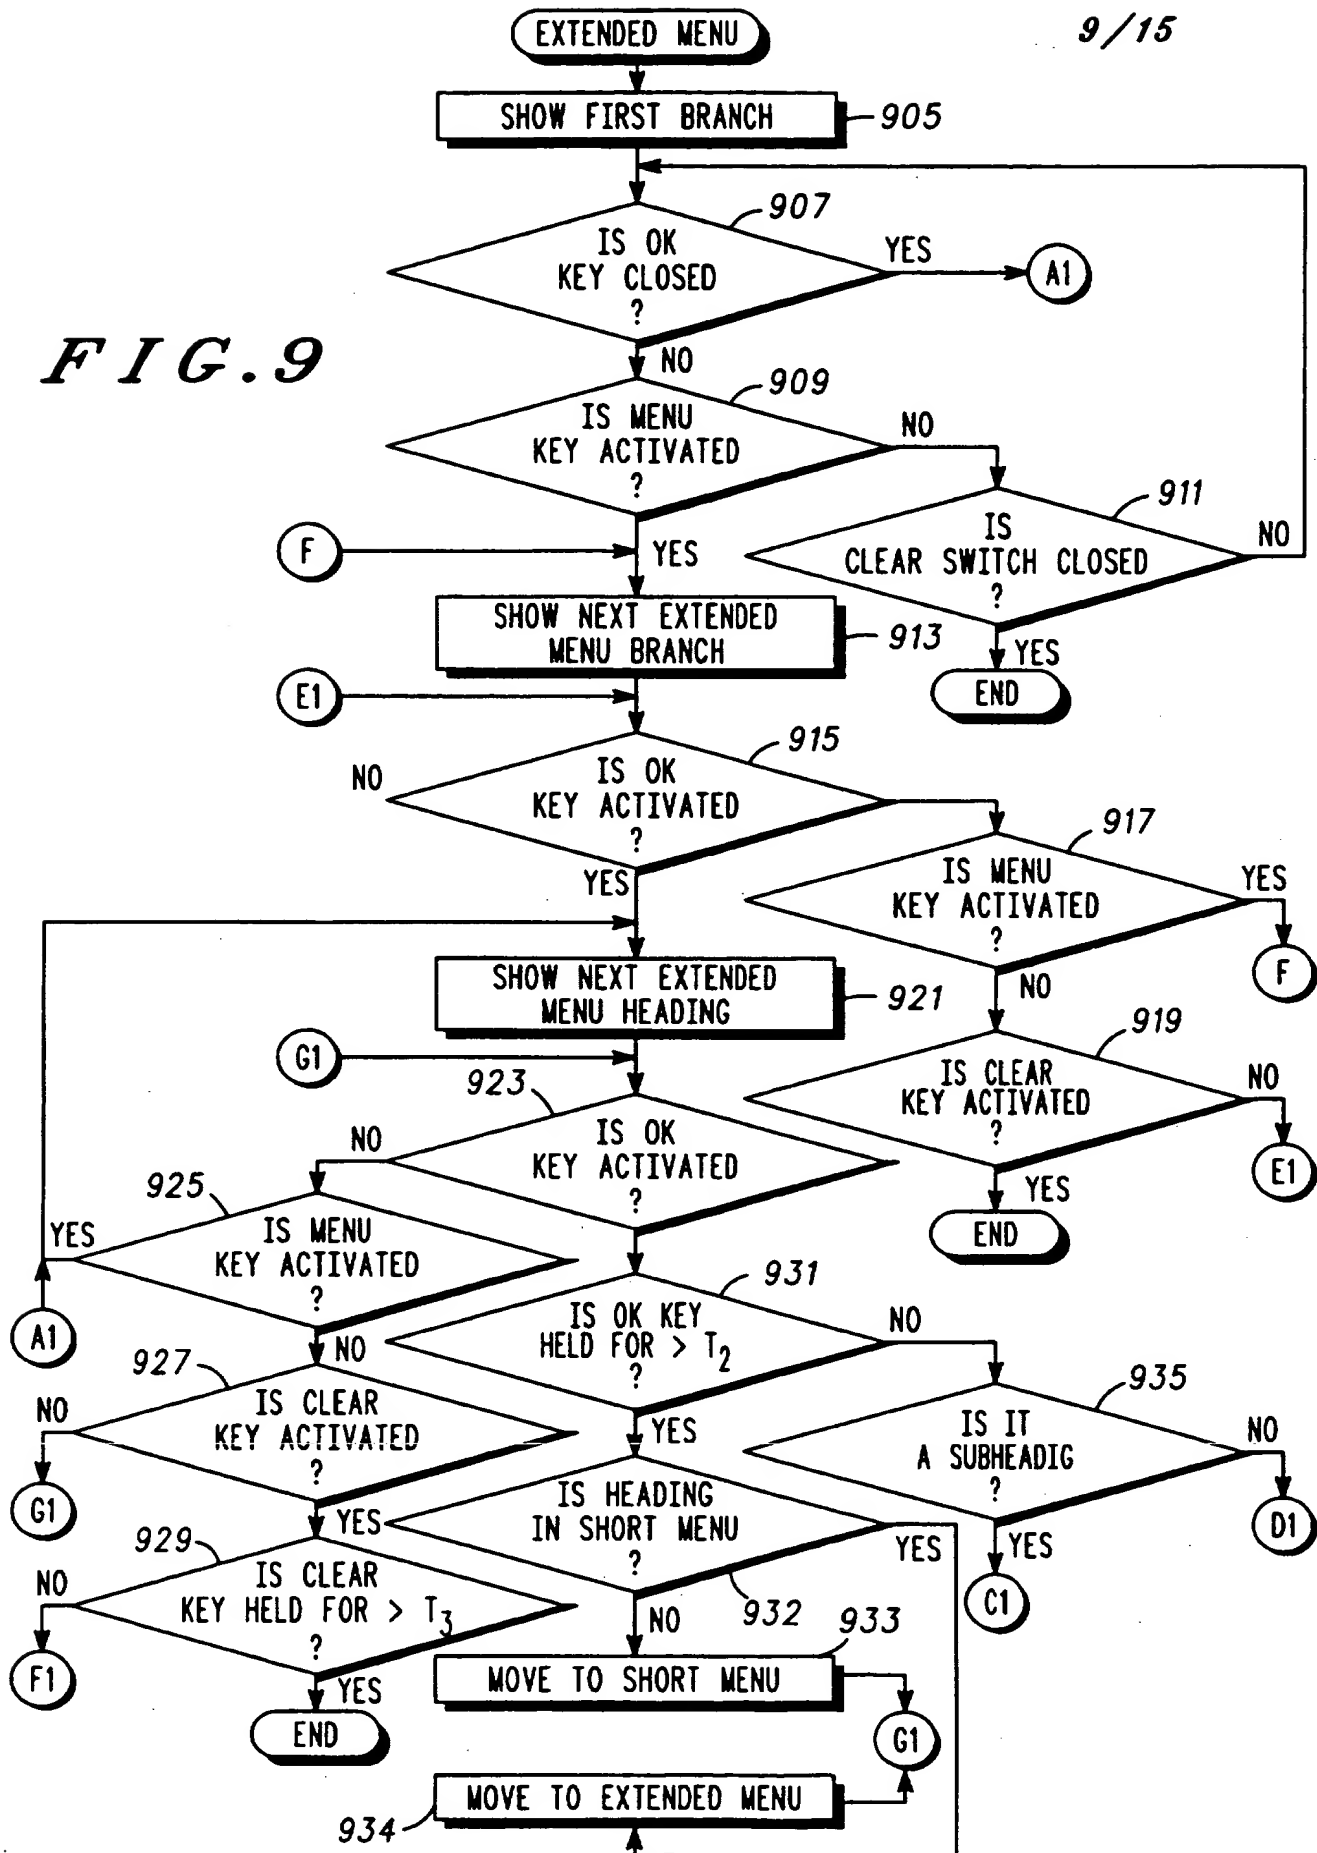 EXTENDED MENU
9/15
SHOW FIRST BRANCH
905
907
IS OK
KEY CLOSED
?
YES
A1
FIG.9
NO
909
IS MENU
KEY ACTIVATED
?
NO
911
IS
CLEAR SWITCH CLOSED
?
NO
F
YES
SHOW NEXT EXTENDED
MENU BRANCH
913
YES
END
E1
915
NO
IS OK
KEY ACTIVATED
?
917
YES
IS MENU
KEY ACTIVATED
?
YES
F
SHOW NEXT EXTENDED
MENU HEADING
921
NO
919
G1
923
IS CLEAR
KEY ACTIVATED
?
NO
E1
NO
IS OK
KEY ACTIVATED
?
YES
END
925
YES
IS MENU
KEY ACTIVATED
?
A1
931
IS OK KEY
HELD FOR > T2
?
NO
NO
927
NO
IS CLEAR
KEY ACTIVATED
?
G1
YES
935
IS IT
A SUBHEADIG
?
NO
D1
YES
IS HEADING
IN SHORT MENU
?
YES
YES
C1
929
NO
IS CLEAR
KEY HELD FOR > T3
?
F1
932
NO
933
YES
END
MOVE TO SHORT MENU
G1
MOVE TO EXTENDED MENU
934